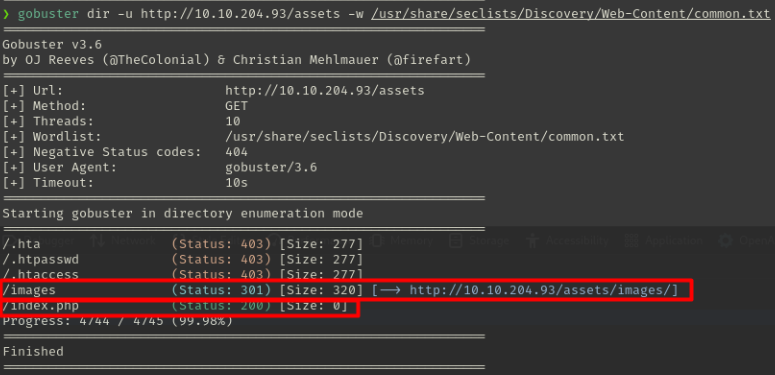 ❯ gobuster dir -u http://10.10.204.93/assets -w /usr/share/seclists/Discovery/Web-Content/common.txt
===============================================================
Gobuster v3.6
by OJ Reeves (@TheColonial) & Christian Mehlmauer (@firefart)
===============================================================
[+] Url:                     http://10.10.204.93/assets
[+] Method:                  GET
[+] Threads:                 10
[+] Wordlist:                /usr/share/seclists/Discovery/Web-Content/common.txt
[+] Negative Status codes:   404
[+] User Agent:              gobuster/3.6
[+] Timeout:                 10s
===============================================================
Starting gobuster in directory enumeration mode
===============================================================
/.hta                 (Status: 403) [Size: 277]
/.htpasswd            (Status: 403) [Size: 277]
/.htaccess            (Status: 403) [Size: 277]
/images               (Status: 301) [Size: 320] [--> http://10.10.204.93/assets/images/]
/index.php            (Status: 200) [Size: 0]
Progress: 4744 / 4745 (99.98%)
===============================================================
Finished
===============================================================